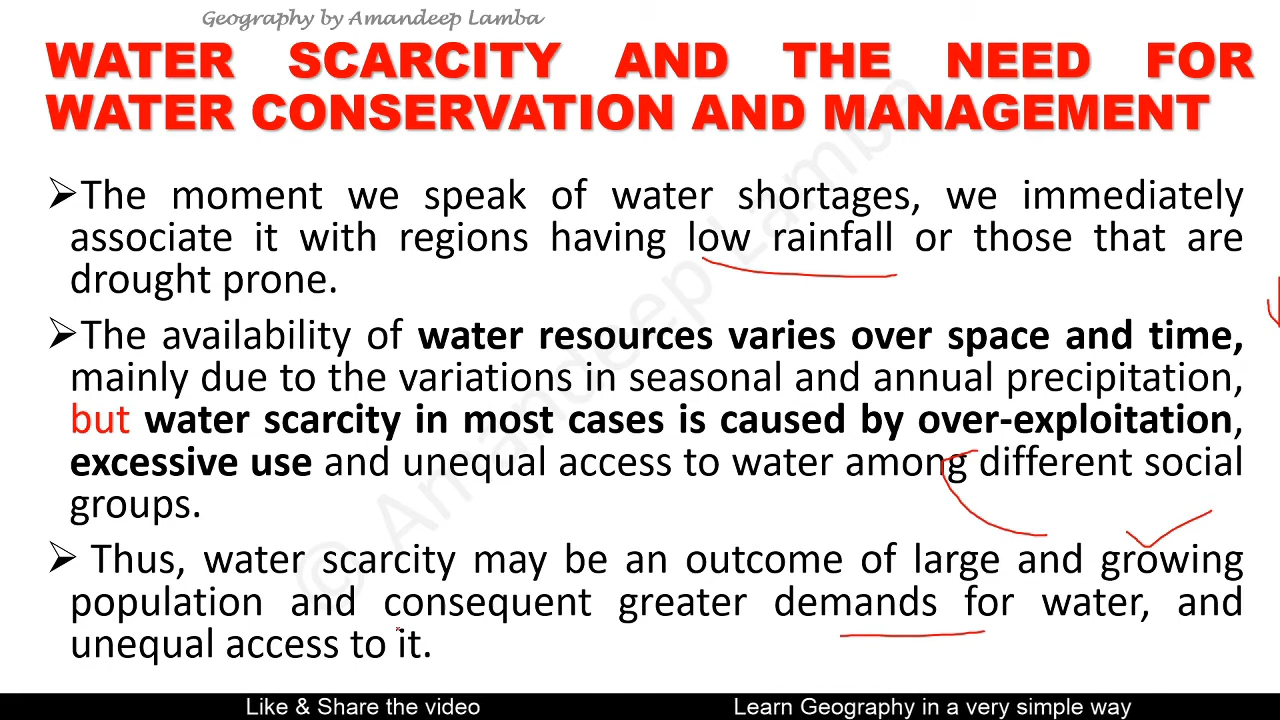 Geography by Amandeep Lamba
WATER SCARCITY AND THE NEED FOR
WATER CONSERVATION AND MANAGEMENT
➢The moment we speak of water shortages, we immediately
associate it with regions having low rainfall or those that are
drought prone.
➢The availability of water resources varies over space and time,
mainly due to the variations in seasonal and annual precipitation,
but water scarcity in most cases is caused by over-exploitation,
excessive use and unequal access to water among different social
groups.
➢ Thus, water scarcity may be an outcome of large and growing
population and consequent greater demands for water, and
unequal access to it.
© Amandeep Lamba
Like & Share the video
Learn Geography in a very simple way